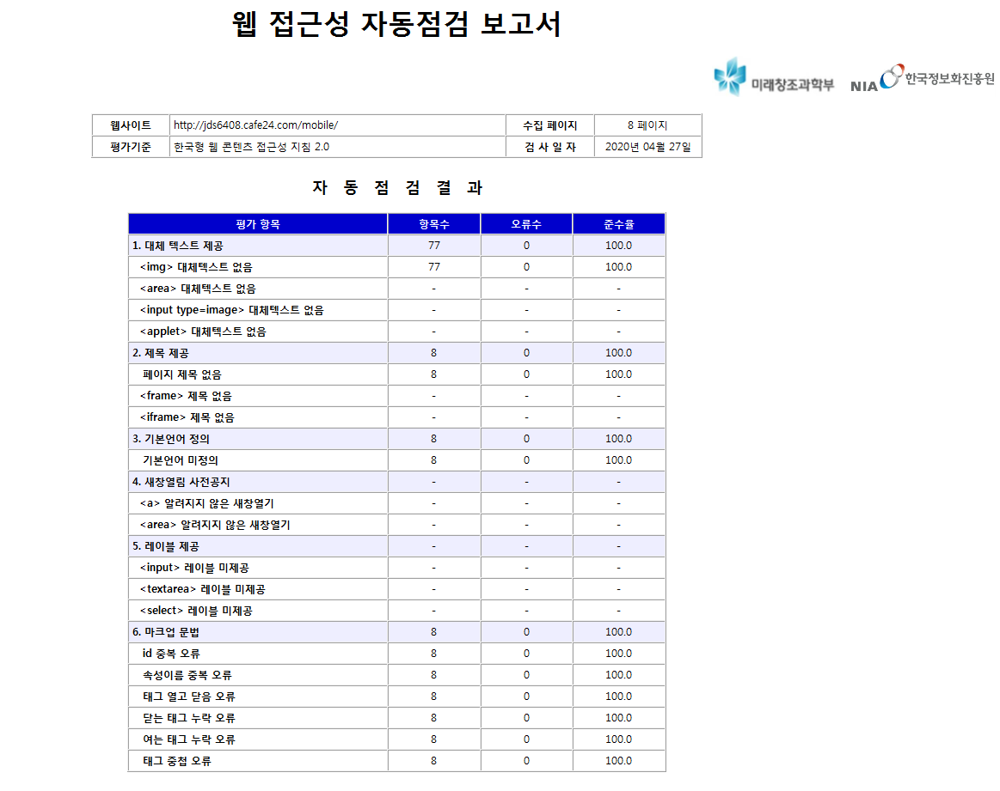 웹 접근성 자동점검 보고서
미래창조과학부 NIA 한국정보화진흥원
웹사이트 http://jds6408.cafe24.com/mobile/ 수집 페이지 8 페이지
평가기준 한국형 웹 콘텐츠 접근성 지침 2.0 검 사 일 자 2020년 04월 27일
자 동 점 검 결 과
평가 항목 항목수 오류수 준수율
1. 대체 텍스트 제공 77 0 100.0
<img> 대체텍스트 없음 77 0 100.0
<area> 대체텍스트 없음 - - -
<input type=image> 대체텍스트 없음 - - -
<applet> 대체텍스트 없음 - - -
2. 제목 제공 8 0 100.0
페이지 제목 없음 8 0 100.0
<frame> 제목 없음 - - -
<iframe> 제목 없음 - - -
3. 기본언어 정의 8 0 100.0
기본언어 미정의 8 0 100.0
4. 새창열림 사전공지 - - -
<a> 알려지지 않은 새창열기 - - -
<area> 알려지지 않은 새창열기 - - -
5. 레이블 제공 - - -
<input> 레이블 미제공 - - -
<textarea> 레이블 미제공 - - -
<select> 레이블 미제공 - - -
6. 마크업 문법 8 0 100.0
id 중복 오류 8 0 100.0
속성이름 중복 오류 8 0 100.0
태그 열고 닫음 오류 8 0 100.0
닫는 태그 누락 오류 8 0 100.0
여는 태그 누락 오류 8 0 100.0
태그 중첩 오류 8 0 100.0